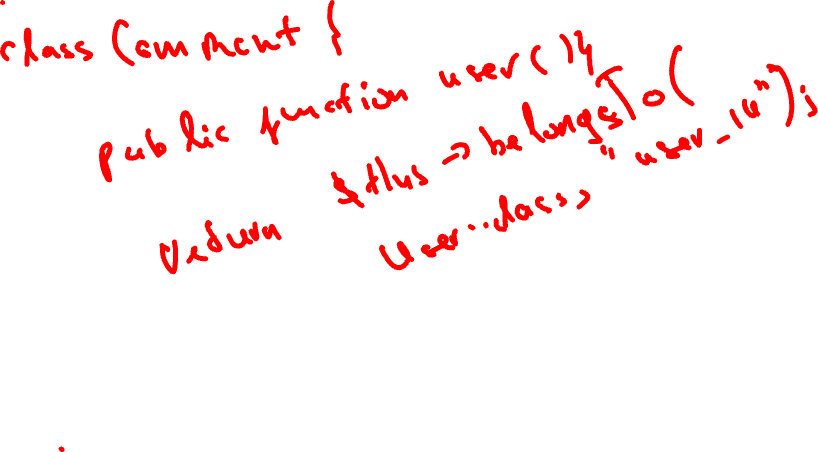 class Comment {
public function user(){
return $this->belongsTo(
User::class, "user_id");